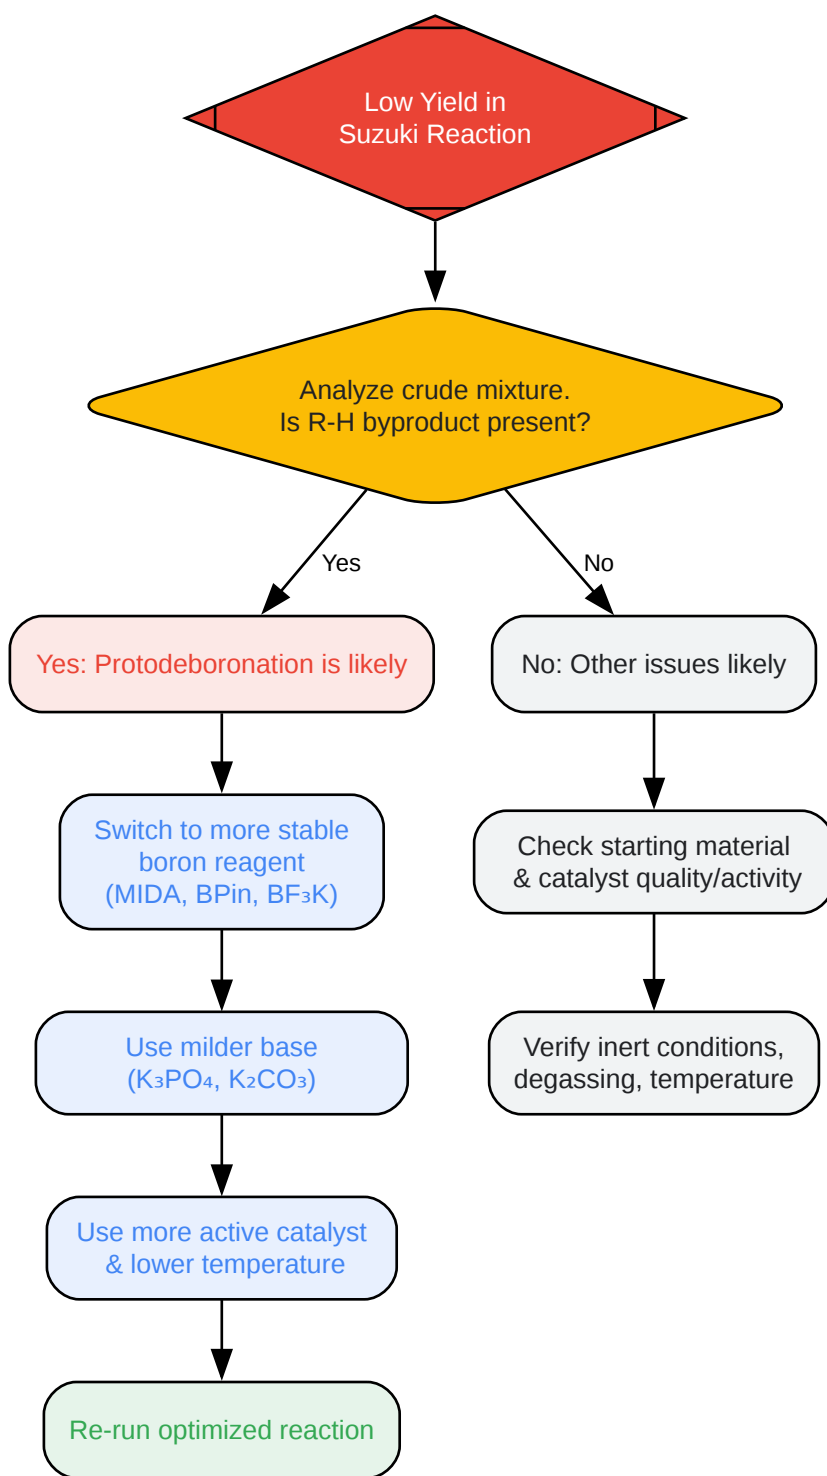 Low Yield in
Suzuki Reaction
Analyze crude mixture.
Is R-H byproduct present?
Yes
No
Yes: Protodeboronation is likely
No: Other issues likely
Switch to more stable
boron reagent
(MIDA, BPin, BF₃K)
Check starting material
& catalyst quality/activity
Use milder base
(K₃PO₄, K₂CO₃)
Verify inert conditions,
degassing, temperature
Use more active catalyst
& lower temperature
Re-run optimized reaction